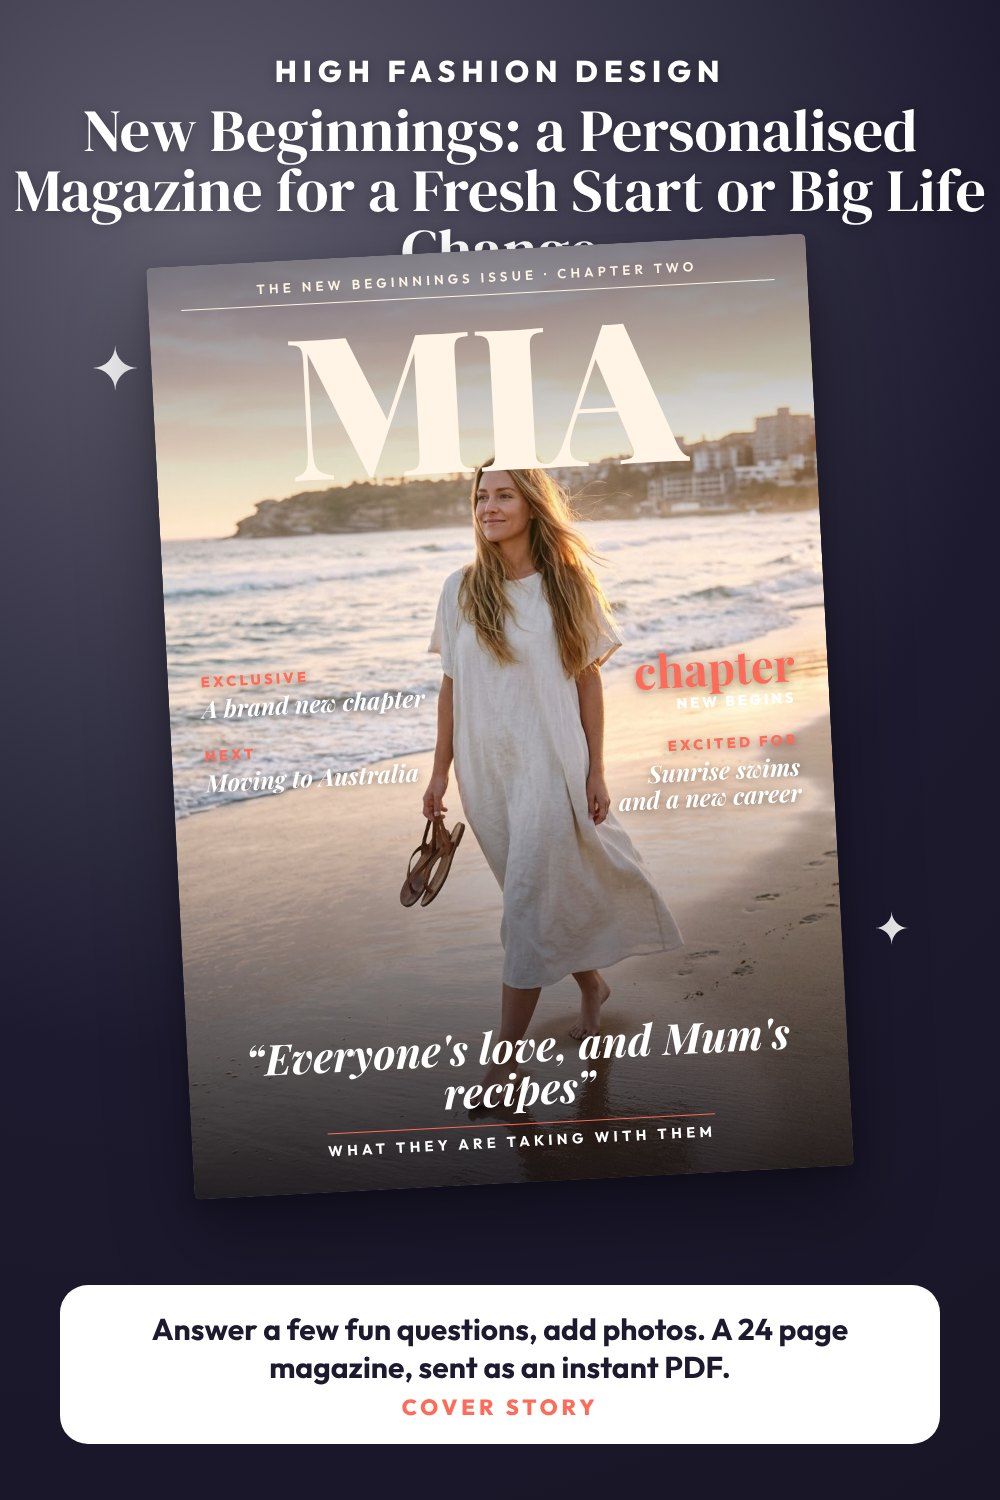 HIGH FASHION DESIGN
New Beginnings: a Personalised
Magazine for a Fresh Start or Big Life
Change
THE NEW BEGINNINGS ISSUE · CHAPTER TWO
MIA
EXCLUSIVE
A brand new chapter
NEXT
Moving to Australia
chapter
NEW BEGINS
EXCITED FOR
Sunrise swims
and a new career
“Everyone's love, and Mum's
recipes”
WHAT THEY ARE TAKING WITH THEM
Answer a few fun questions, add photos. A 24 page
magazine, sent as an instant PDF.
COVER STORY